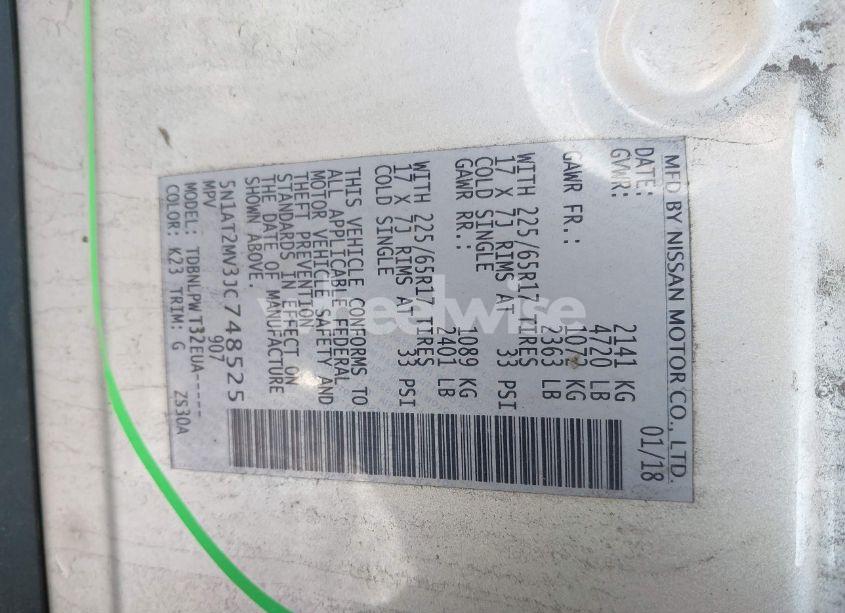 MFD BY NISSAN MOTOR CO., LTD.
DATE: 01/18
GVWR: 2141 KG
4720 LB
GAWR FR.: KG
2363 LB
WITH 225/65R17 TIRES
17 X 7J RIMS AT 33 PSI
COLD SINGLE
GAWR RR.: 1089 KG
2401 LB
WITH 225/65R17 TIRES
17 X 7J RIMS AT 33 PSI
COLD SINGLE
THIS VEHICLE CONFORMS TO
ALL APPLICABLE FEDERAL
MOTOR VEHICLE SAFETY AND
THEFT PREVENTION
STANDARDS IN EFFECT ON
THE DATE OF MANUFACTURE
SHOWN ABOVE.
5N1AT2MV3JC748525
MPV 907
MODEL: TDBNLPWT32EUA-----
COLOR: K23 TRIM: G 2S30A
wheelwise